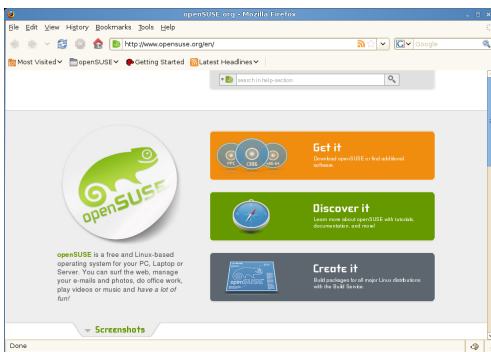 openSUSE.org - Mozilla Firefox
File Edit View History Bookmarks Tools Help
http://www.opensuse.org/en/
Google
Most Visited openSUSE Getting Started Latest Headlines
search in help-section
openSUSE
Get it
Download openSUSE or find additional
software.
Discover it
Learn more about openSUSE with tutorials,
documentation, and more!
Create it
Build packages for all major Linux distributions
with the Build Service.
openSUSE is a free and Linux-based
operating system for your PC, Laptop or
Server. You can surf the web, manage
your e-mails and photos, do office work,
play videos or music and have a lot of
fun!
Screenshots
Done